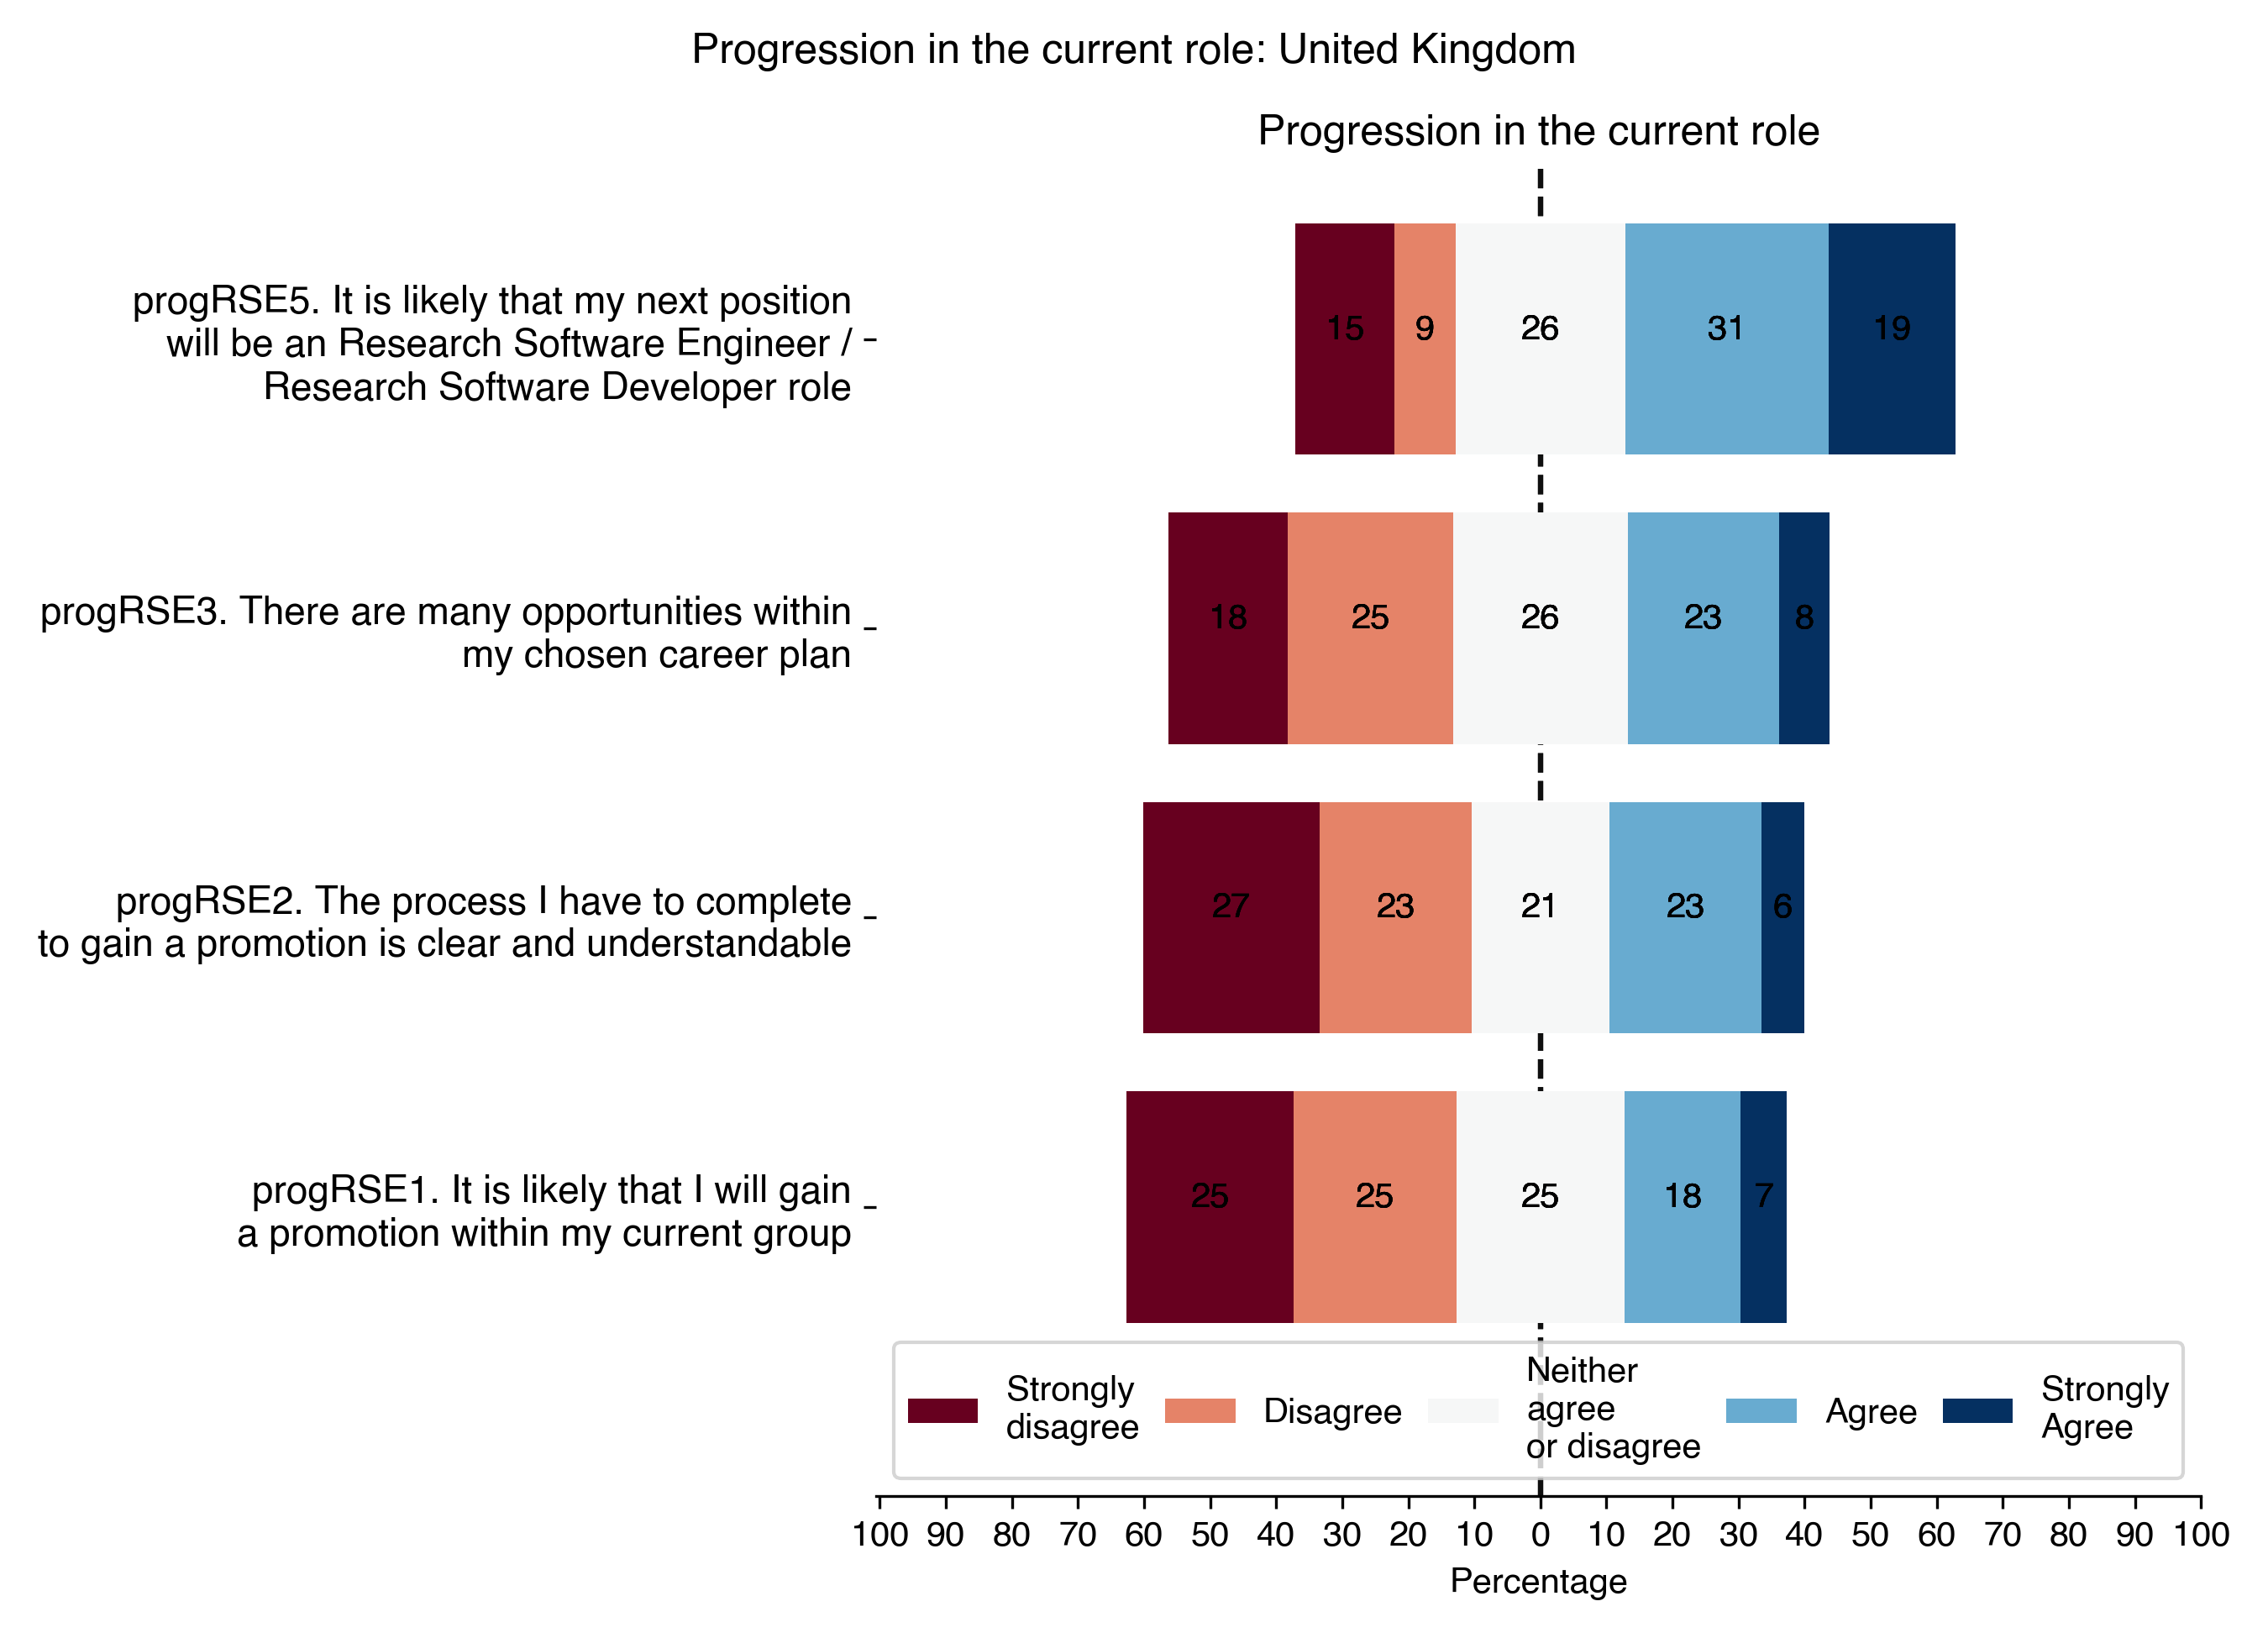 Progression in the current role: United Kingdom
Progression in the current role
progRSE5. It is likely that my next position
will be an Research Software Engineer /
Research Software Developer role
15 9 26 31 19
progRSE3. There are many opportunities within
my chosen career plan
18 25 26 23 8
progRSE2. The process I have to complete
to gain a promotion is clear and understandable
27 23 21 23 6
progRSE1. It is likely that I will gain
a promotion within my current group
25 25 25 18 7
Strongly
disagree
Disagree
Neither
agree
or disagree
Agree
Strongly
Agree
100 90 80 70 60 50 40 30 20 10 0 10 20 30 40 50 60 70 80 90 100
Percentage